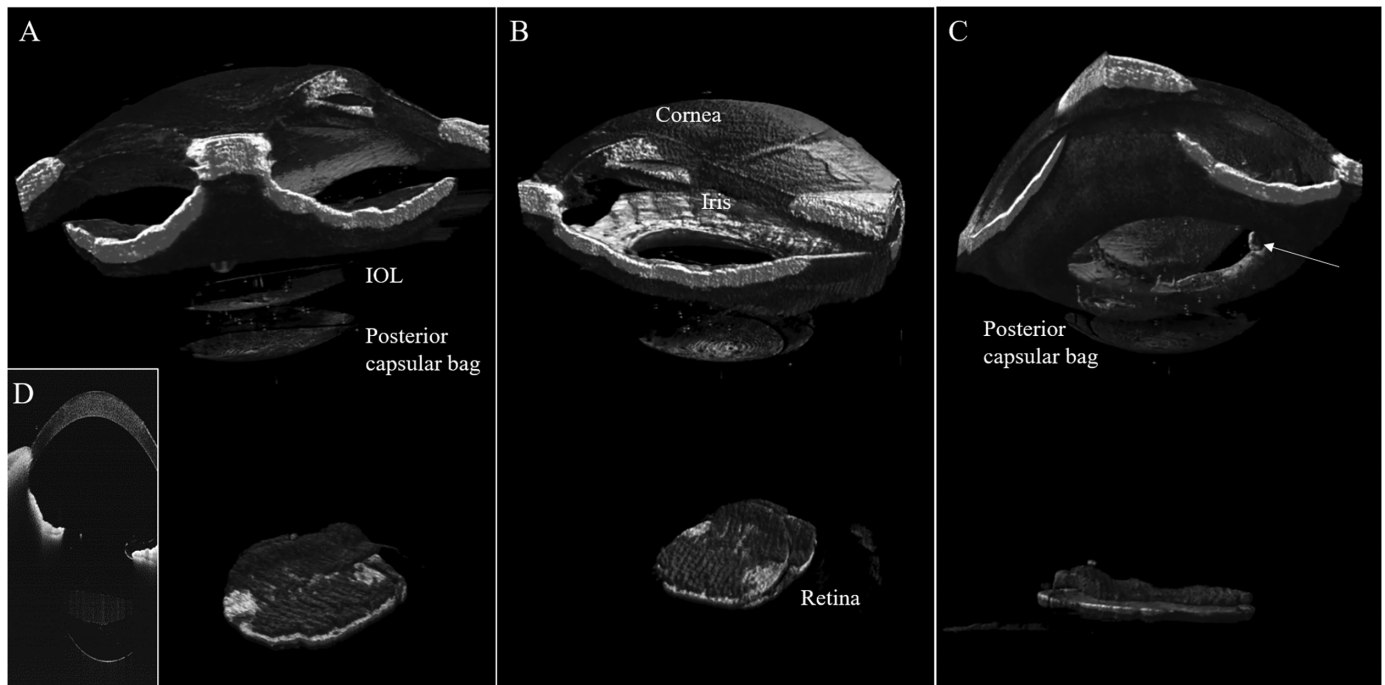 A
IOL
Posterior
capsular bag
B
Cornea
Iris
Retina
C
Posterior
capsular bag
D